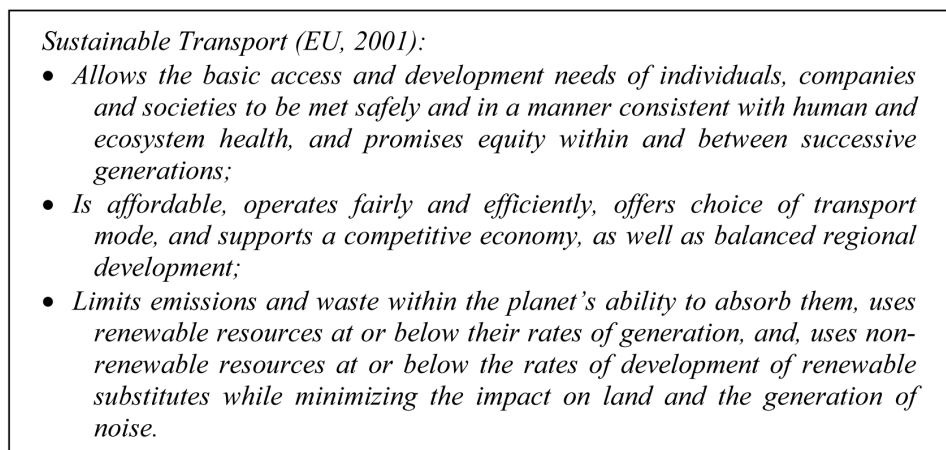 Sustainable Transport (EU, 2001):
• Allows the basic access and development needs of individuals, companies
and societies to be met safely and in a manner consistent with human and
ecosystem health, and promises equity within and between successive
generations;
• Is affordable, operates fairly and efficiently, offers choice of transport
mode, and supports a competitive economy, as well as balanced regional
development;
• Limits emissions and waste within the planet's ability to absorb them, uses
renewable resources at or below their rates of generation, and, uses non-
renewable resources at or below the rates of development of renewable
substitutes while minimizing the impact on land and the generation of
noise.